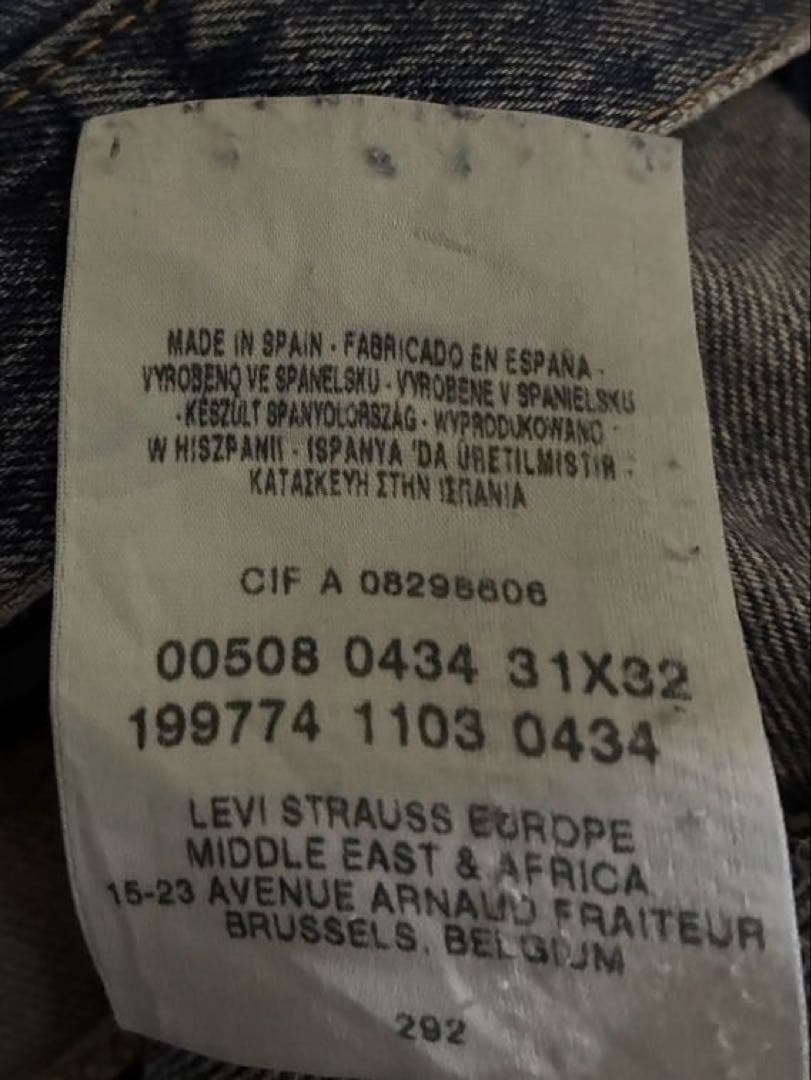 MADE IN SPAIN · FABRICADO EN ESPAÑA ·
VYROBENO VE SPANELSKU · VYROBENE V SPANIELSKU
· KÉSZÜLT SPANYOLORSZÁG · WYPRODUKOWANO ·
W HISZPANII · ISPANYA 'DA ÜRETILMISTIR ·
ΚΑΤΑΣΚΕΥΗ ΣΤΗΝ ΙΣΠΑΝΙΑ
CIF A 08298606
00508 0434 31X32
199774 1103 0434
LEVI STRAUSS EUROPE
MIDDLE EAST & AFRICA
15-23 AVENUE ARNAUD FRAITEUR
BRUSSELS, BELGIUM
292